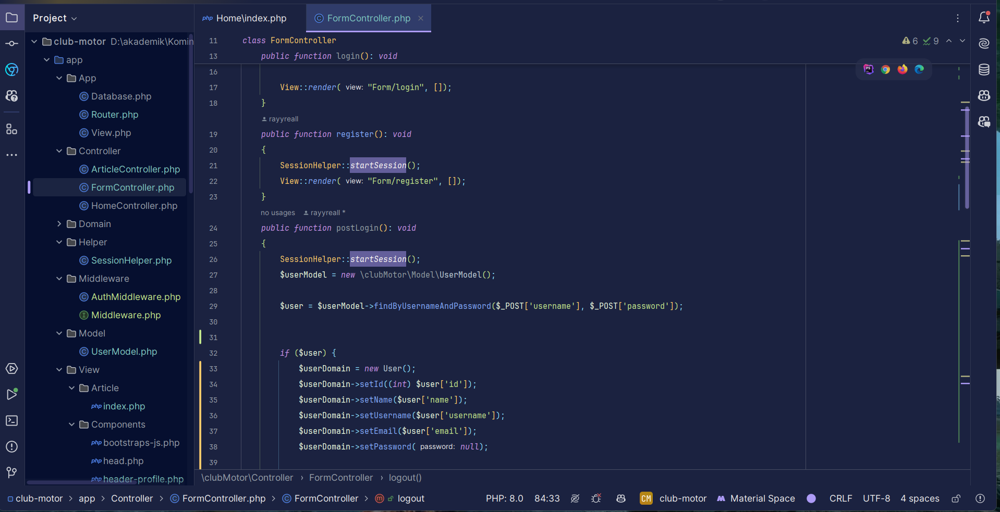 Project
club-motor D:\akademik\Komin
app
App
Database.php
Router.php
View.php
Controller
ArticleController.php
FormController.php
HomeController.php
Domain
Helper
SessionHelper.php
Middleware
AuthMiddleware.php
Middleware.php
Model
UserModel.php
View
Article
php index.php
Components
php bootstraps-js.php
php head.php
php header-profile.php
php Home\index.php
FormController.php
6 9
11 class FormController
13 public function login(): void
16
17 View::render( view: "Form/login", []);
18 }
rayyreall
19 public function register(): void
20 {
21 SessionHelper::startSession();
22 View::render( view: "Form/register", []);
23 }
no usages rayyreall *
24 public function postLogin(): void
25 {
26 SessionHelper::startSession();
27 $userModel = new \clubMotor\Model\UserModel();
28
29 $user = $userModel->findByUsernameAndPassword($_POST['username'], $_POST['password']);
30
31
32 if ($user) {
33 $userDomain = new User();
34 $userDomain->setId((int) $user['id']);
35 $userDomain->setName($user['name']);
36 $userDomain->setUsername($user['username']);
37 $userDomain->setEmail($user['email']);
38 $userDomain->setPassword( password: null);
39
\clubMotor\Controller › FormController › logout()
club-motor > app > Controller > FormController.php > FormController > logout
PHP: 8.0 84:33 CM club-motor Material Space CRLF UTF-8 4 spaces